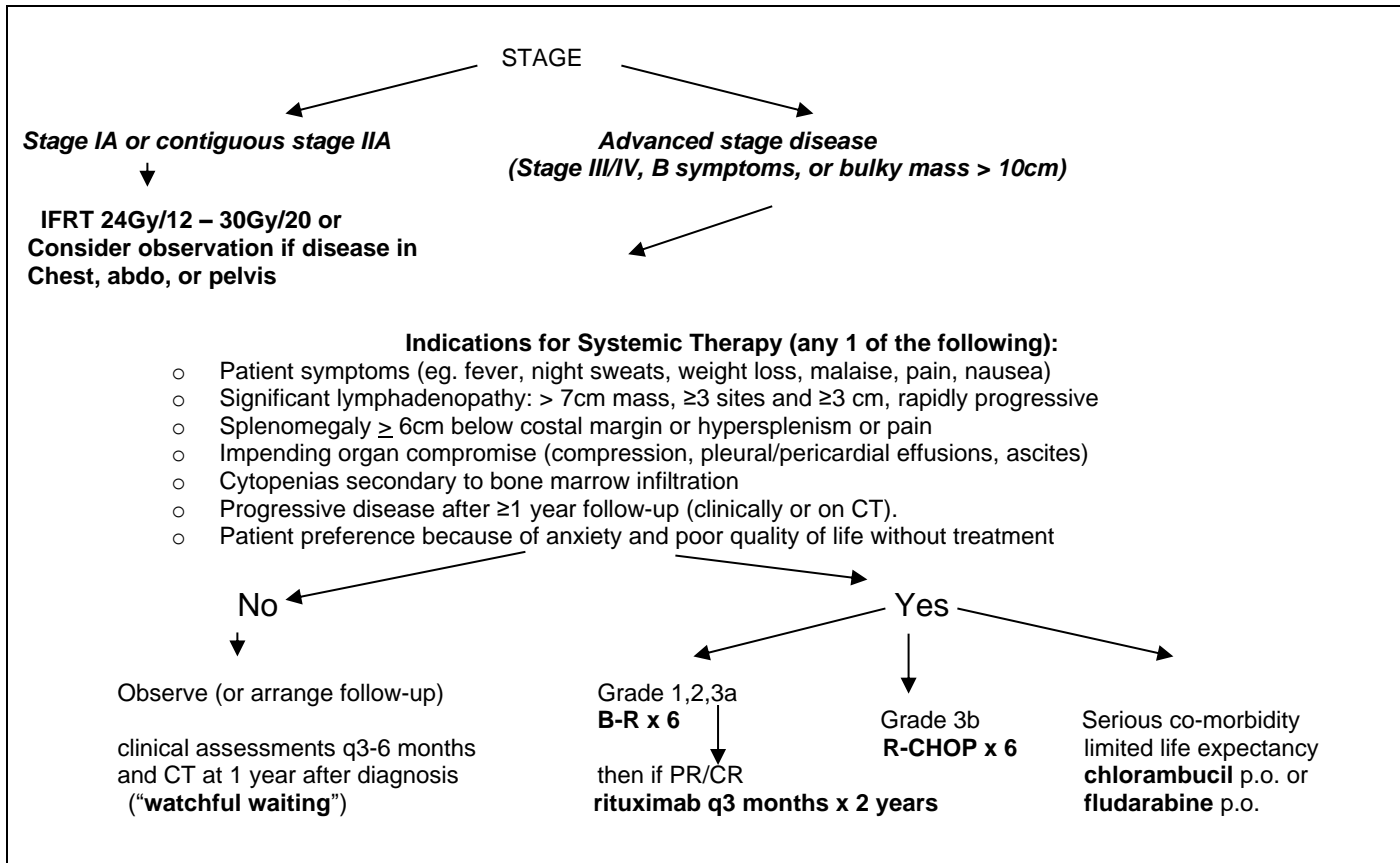 STAGE
Stage IA or contiguous stage IIA
IFRT 24Gy/12 – 30Gy/20 or
Consider observation if disease in
Chest, abdo, or pelvis
Advanced stage disease
(Stage III/IV, B symptoms, or bulky mass > 10cm)
Indications for Systemic Therapy (any 1 of the following):
o Patient symptoms (eg. fever, night sweats, weight loss, malaise, pain, nausea)
o Significant lymphadenopathy: > 7cm mass, ≥3 sites and ≥3 cm, rapidly progressive
o Splenomegaly > 6cm below costal margin or hypersplenism or pain
o Impending organ compromise (compression, pleural/pericardial effusions, ascites)
o Cytopenias secondary to bone marrow infiltration
o Progressive disease after ≥1 year follow-up (clinically or on CT).
o Patient preference because of anxiety and poor quality of life without treatment
No
Observe (or arrange follow-up)
clinical assessments q3-6 months
and CT at 1 year after diagnosis
(“watchful waiting”)
Yes
Grade 1,2,3a
B-R x 6
then if PR/CR
rituximab q3 months x 2 years
Grade 3b
R-CHOP x 6
Serious co-morbidity
limited life expectancy
chlorambucil p.o. or
fludarabine p.o.